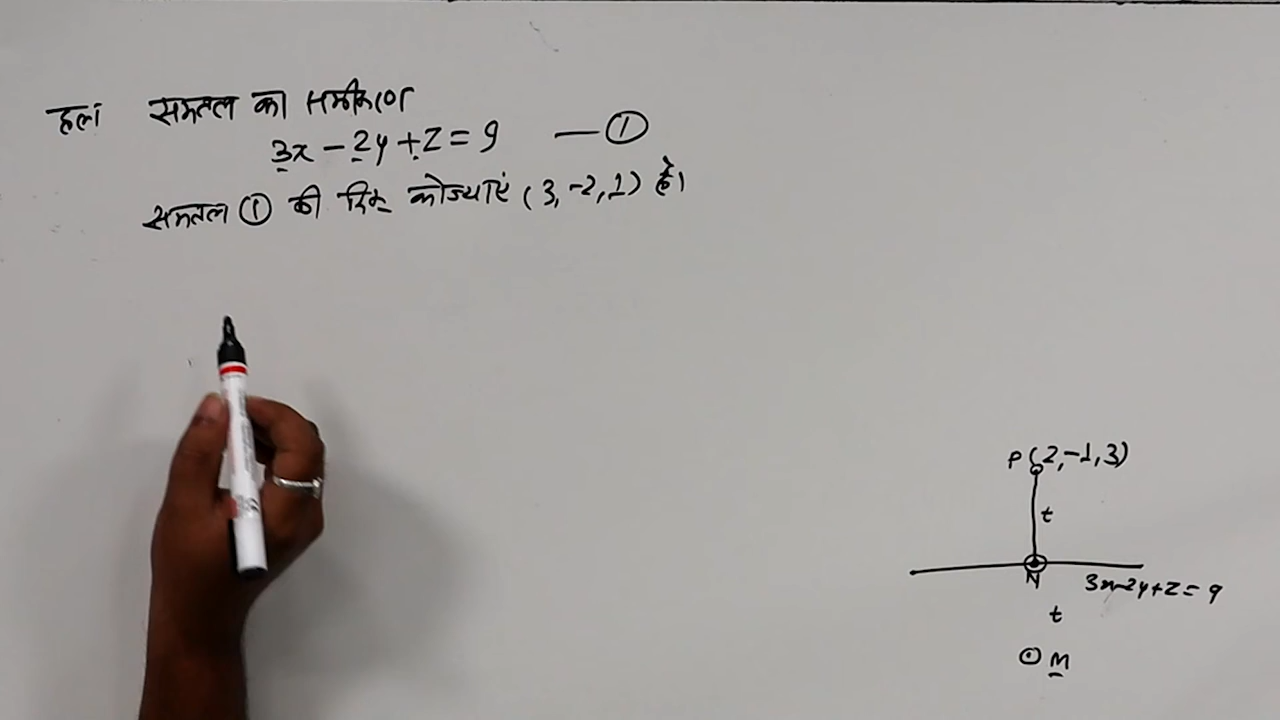 हल: समतल का समीकरण
3x - 2y + z = 9 — ①
समतल ① की दिक् कोज्याएं (3, -2, 1) है।
P (2, -1, 3)
t
N
3x-2y+z = 9
t
M